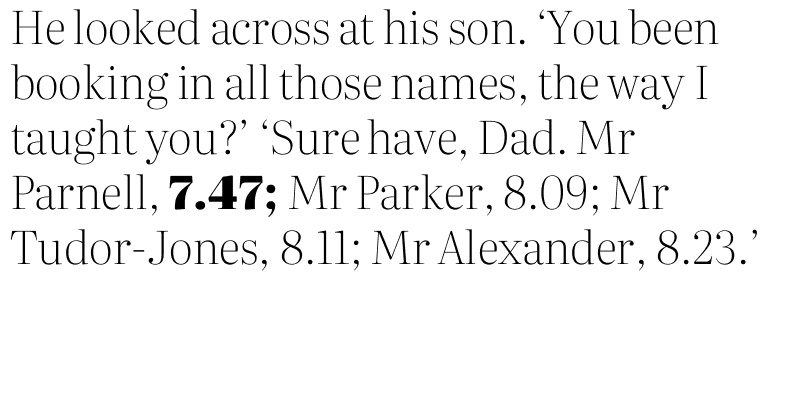 He looked across at his son. ‘You been
booking in all those names, the way I
taught you?’ ‘Sure have, Dad. Mr
Parnell, 7.47; Mr Parker, 8.09; Mr
Tudor-Jones, 8.11; Mr Alexander, 8.23.’